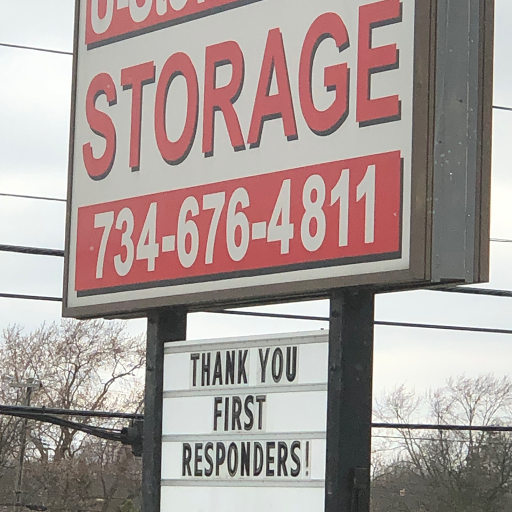 STORAGE
734-676-4811
THANK YOU
FIRST
RESPONDERS!